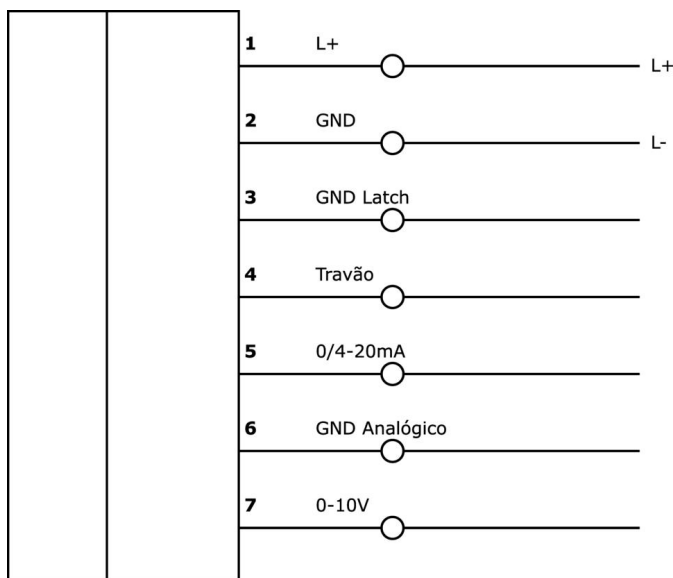 1 L+
L+
2 GND
L-
3 GND Latch
4 Travão
5 0/4-20mA
6 GND Analógico
7 0-10V